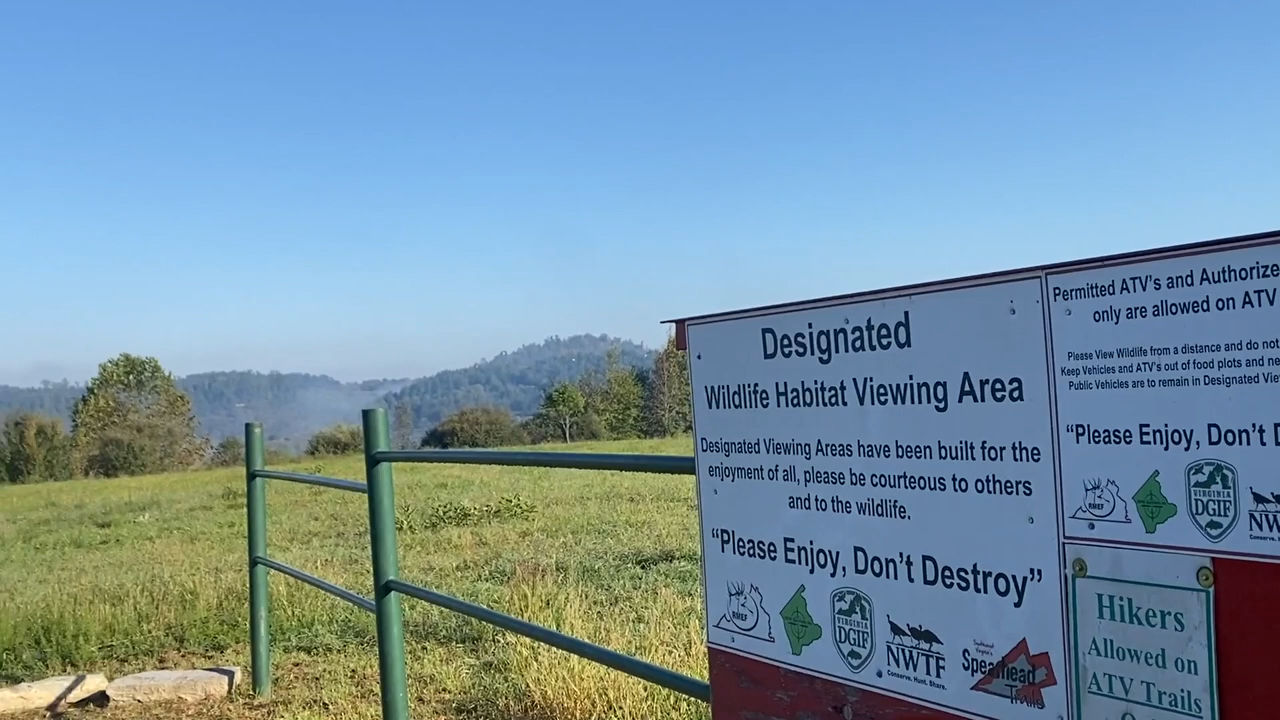 Designated
Wildlife Habitat Viewing Area
Designated Viewing Areas have been built for the
enjoyment of all, please be courteous to others
and to the wildlife.
“Please Enjoy, Don't Destroy”
RMEF
VIRGINIA
DGIF
NWTF
Conserve. Hunt. Share.
Southwest
Virginia's
Spearhead
Trails
Permitted ATV's and Authorize
only are allowed on ATV
Please View Wildlife from a distance and do not
Keep Vehicles and ATV's out of food plots and
Public Vehicles are to remain in Designated
“Please Enjoy, Don't
RMEF
VIRGINIA
DGIF
Hikers
Allowed on
ATV Trails